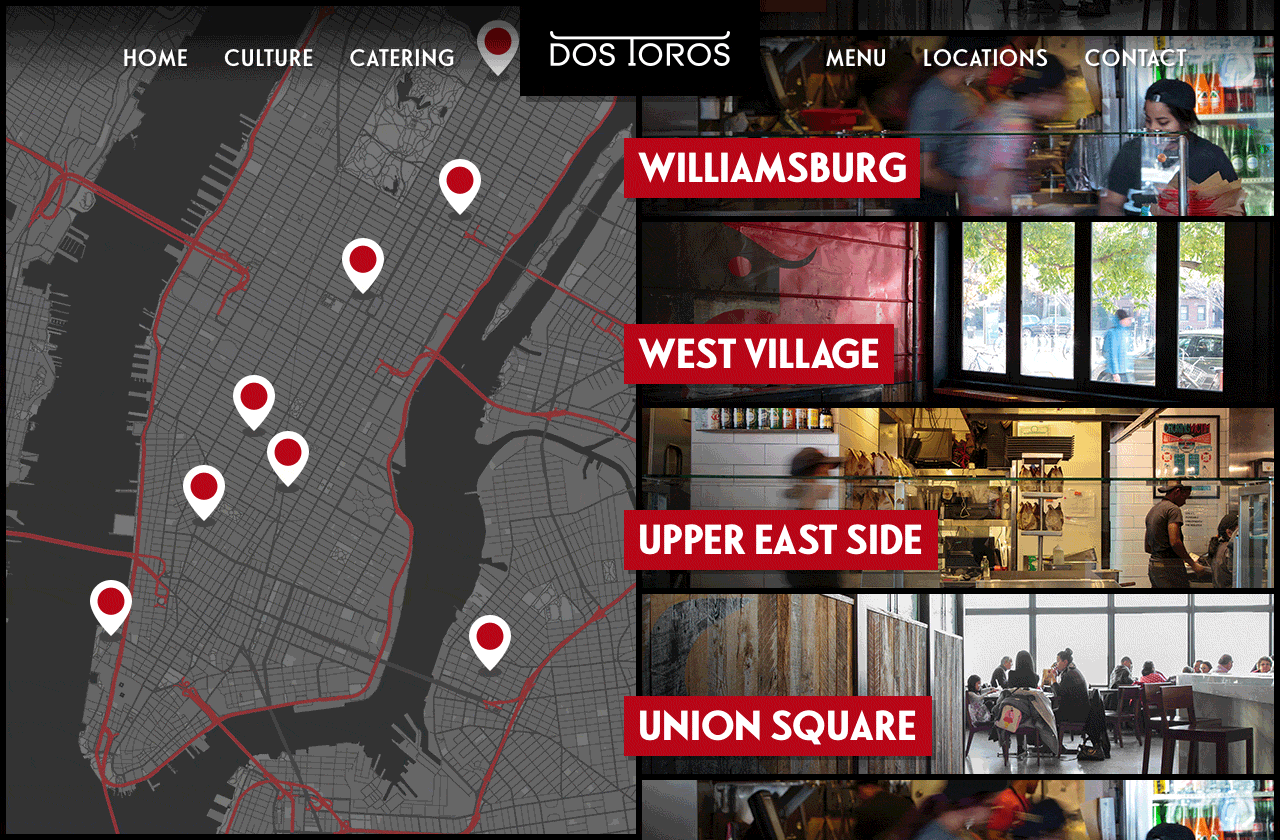 HOME CULTURE CATERING DOS TOROS MENU LOCATIONS CONTACT
WILLIAMSBURG
WEST VILLAGE
UPPER EAST SIDE
UNION SQUARE